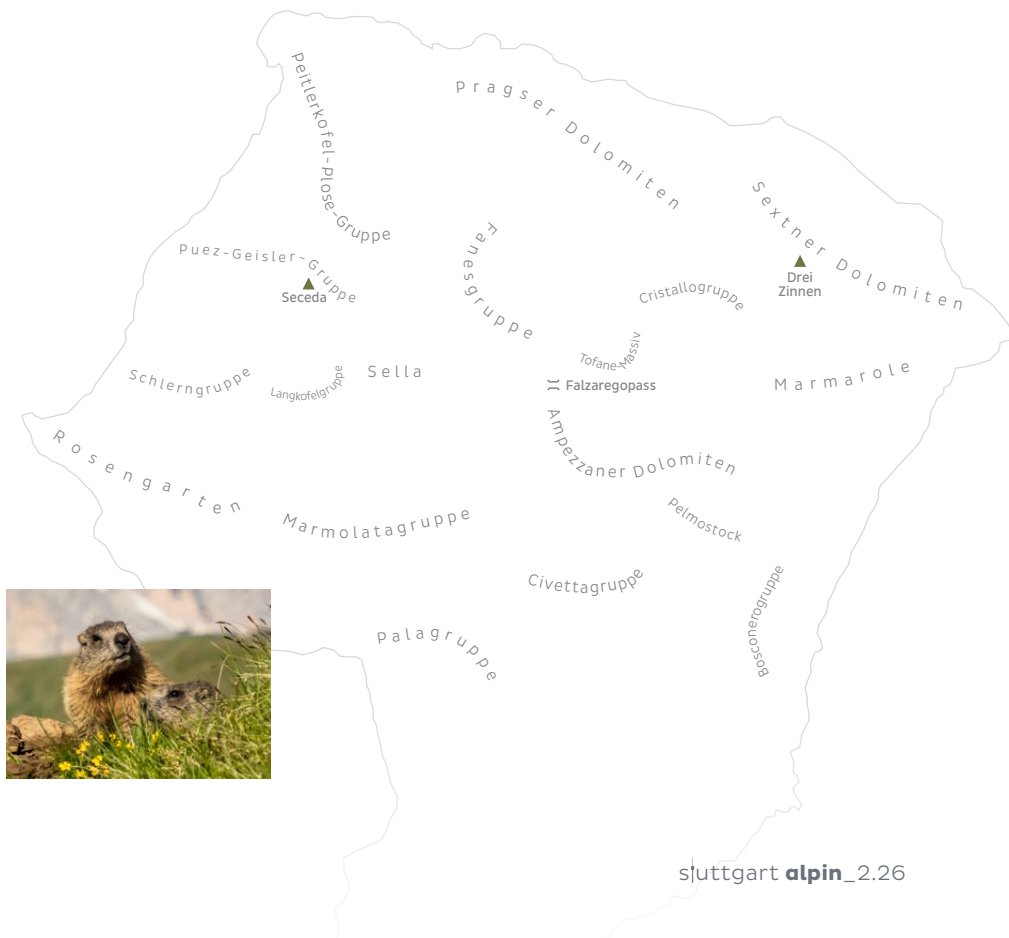 Peitlerkofel-Plose-Gruppe
Pragser Dolomiten
Sextner Dolomiten
Puez-Geisler-Gruppe
Seceda
Fanesgruppe
Drei
Zinnen
Cristallogruppe
Tofane-Massiv
Schlerngruppe
Langkofelgruppe
Sella
Falzaregopass
Marmarole
Ampezzaner Dolomiten
Rosengarten
Marmolatagruppe
Pelmostock
Civettagruppe
Bosconerogruppe
Palagruppe
stuttgart alpin_2.26